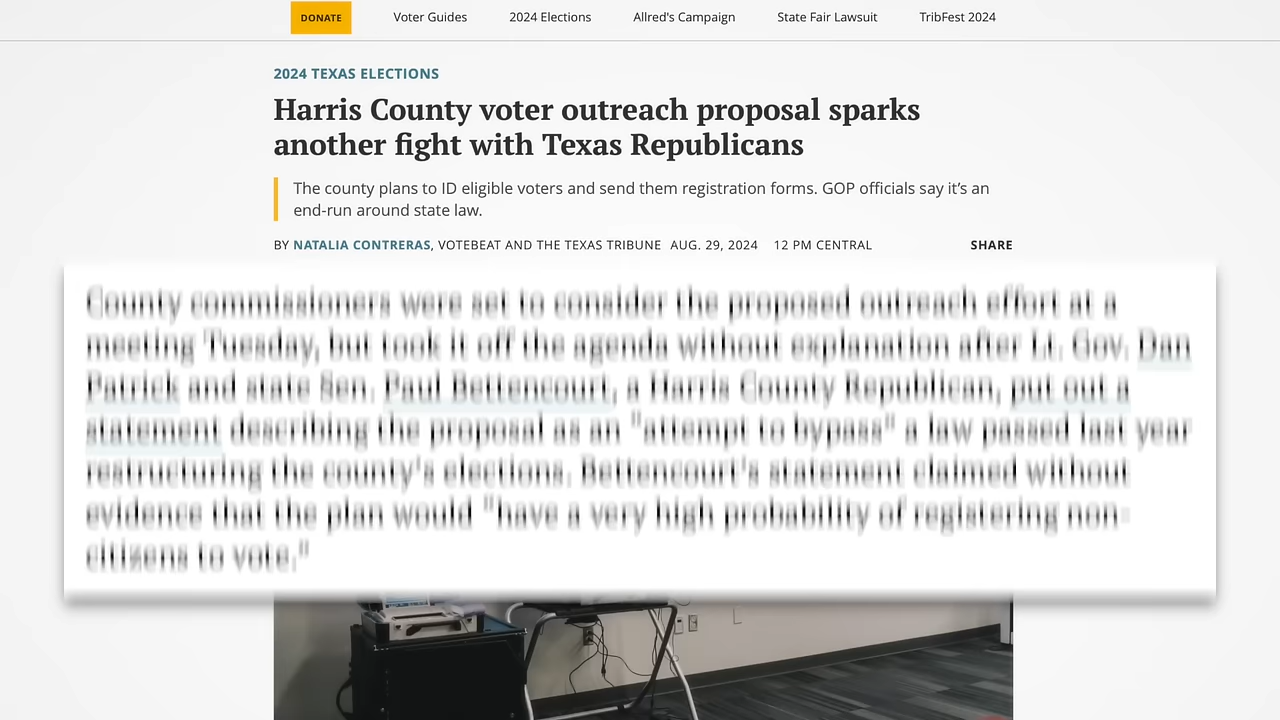 DONATE Voter Guides 2024 Elections Allred's Campaign State Fair Lawsuit TribFest 2024
2024 TEXAS ELECTIONS
Harris County voter outreach proposal sparks
another fight with Texas Republicans
The county plans to ID eligible voters and send them registration forms. GOP officials say it's an
end-run around state law.
BY NATALIA CONTRERAS, VOTEBEAT AND THE TEXAS TRIBUNE AUG. 29, 2024 12 PM CENTRAL SHARE
County commissioners were set to consider the proposed outreach effort at a
meeting Tuesday, but took it off the agenda without explanation after Lt. Gov. Dan
Patrick and state Sen. Paul Bettencourt, a Harris County Republican, put out a
statement describing the proposal as an "attempt to bypass" a law passed last year
restructuring the county's elections. Bettencourt's statement claimed without
evidence that the plan would "have a very high probability of registering non-
citizens to vote."